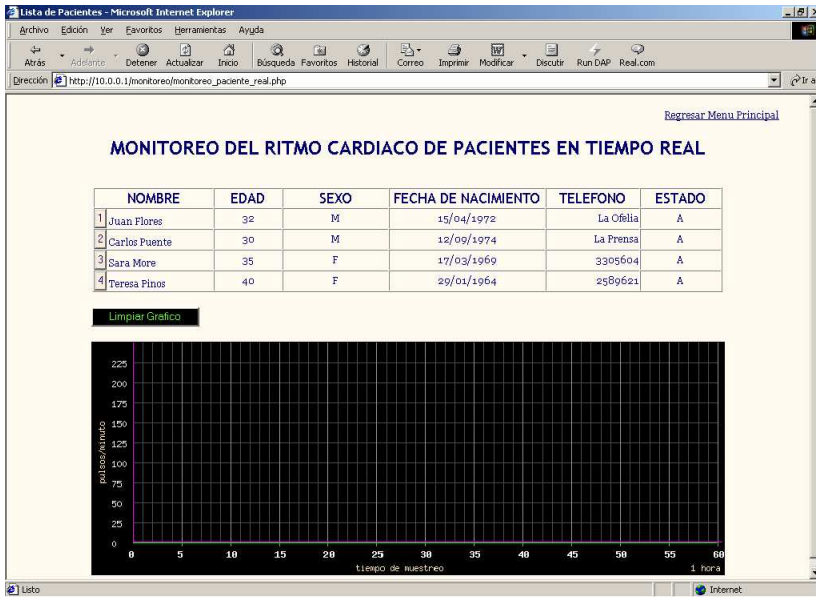 Lista de Pacientes - Microsoft Internet Explorer
Archivo Edición Ver Favoritos Herramientas Ayuda
Atrás Adelante Detener Actualizar Inicio Búsqueda Favoritos Historial Correo Imprimir Modificar Discutir Run DAP Real.com
Dirección http://10.0.0.1/monitoreo/monitoreo_paciente_real.php Ir a
Regresar Menu Principal
MONITOREO DEL RITMO CARDIACO DE PACIENTES EN TIEMPO REAL
NOMBRE EDAD SEXO FECHA DE NACIMIENTO TELEFONO ESTADO
1 Juan Flores 32 M 15/04/1972 La Ofelia A
2 Carlos Puente 30 M 12/09/1974 La Prensa A
3 Sara More 35 F 17/03/1969 3305604 A
4 Teresa Pinos 40 F 29/01/1964 2589621 A
Limpiar Grafico
225
200
175
150
125
100
75
50
25
0
pulsos/minuto
0 5 10 15 20 25 30 35 40 45 50 55 60
tiempo de muestreo 1 hora
Listo Internet